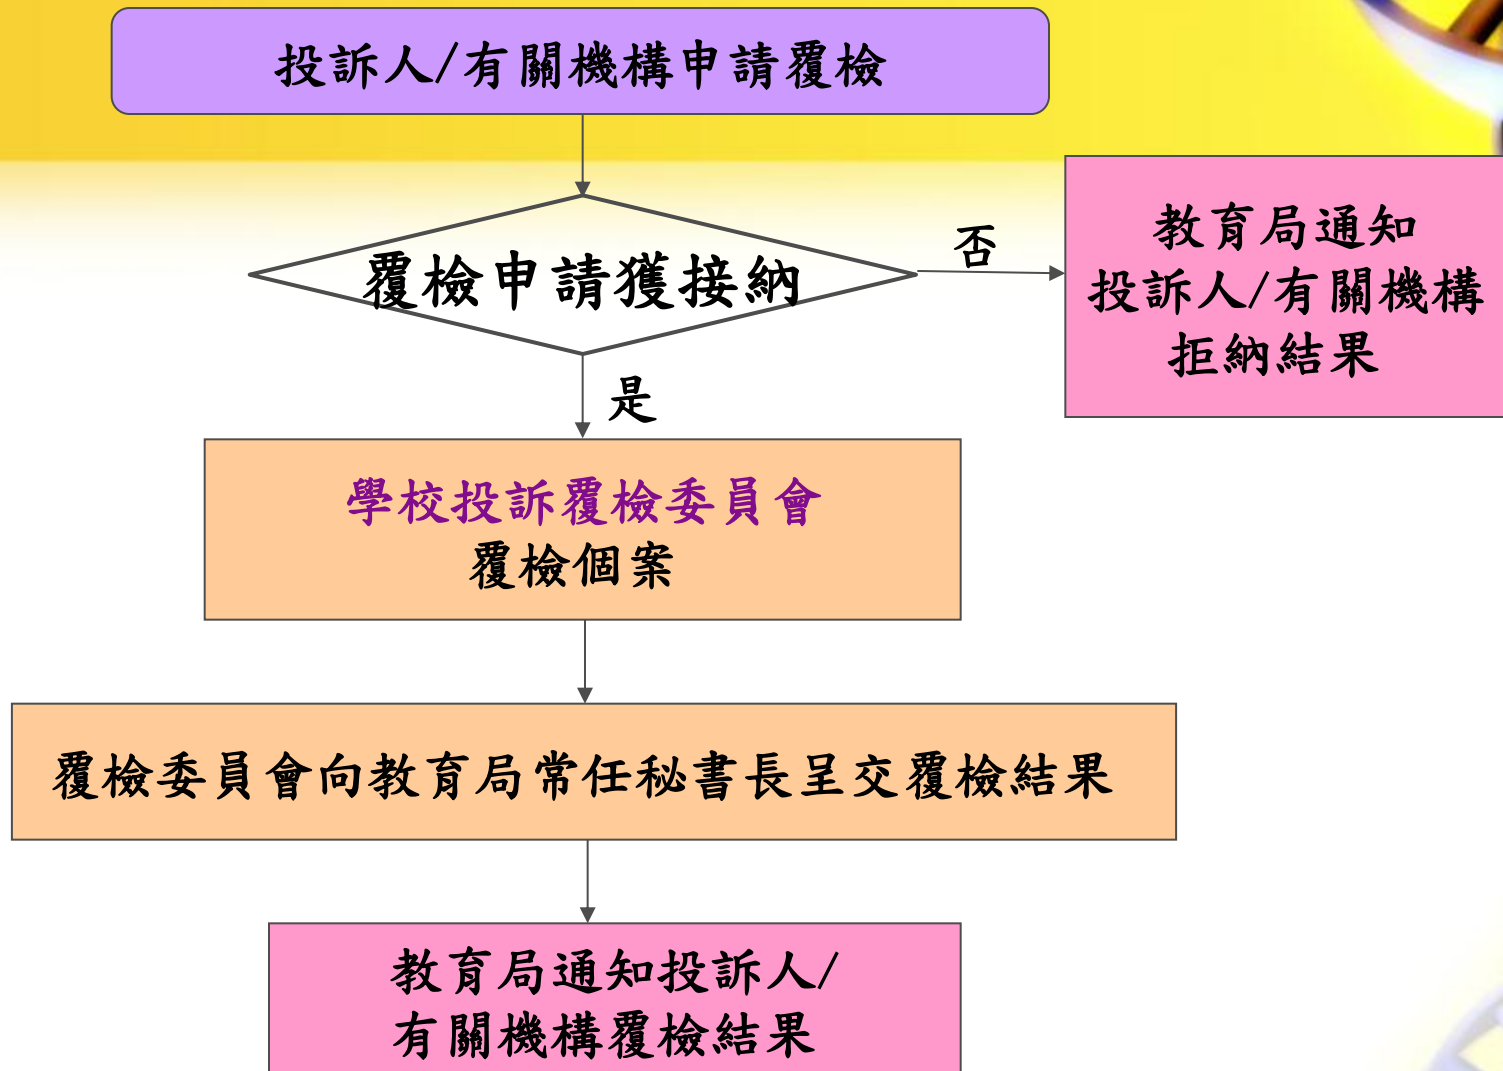 投訴人/有關機構申請覆檢
覆檢申請獲接納
否
教育局通知
投訴人/有關機構
拒納結果
是
學校投訴覆檢委員會
覆檢個案
覆檢委員會向教育局常任秘書長呈交覆檢結果
教育局通知投訴人/
有關機構覆檢結果